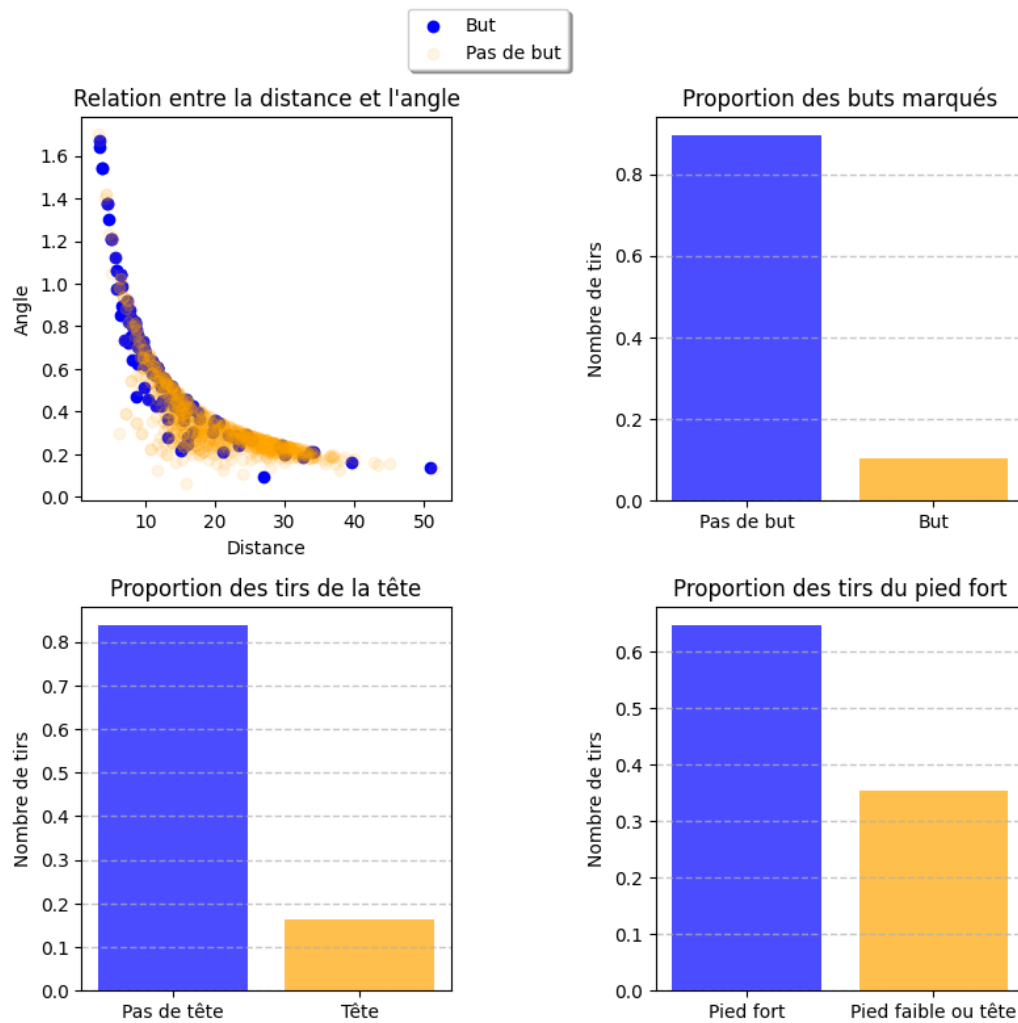 But
Pas de but
Relation entre la distance et l'angle
1.6
1.4
1.2
1.0
0.8
0.6
0.4
0.2
0.0
Angle
10 20 30 40 50
Distance
Proportion des buts marqués
0.8
0.6
0.4
0.2
0.0
Nombre de tirs
Pas de but But
Proportion des tirs de la tête
0.8
0.7
0.6
0.5
0.4
0.3
0.2
0.1
0.0
Nombre de tirs
Pas de tête Tête
Proportion des tirs du pied fort
0.6
0.5
0.4
0.3
0.2
0.1
0.0
Nombre de tirs
Pied fort Pied faible ou tête